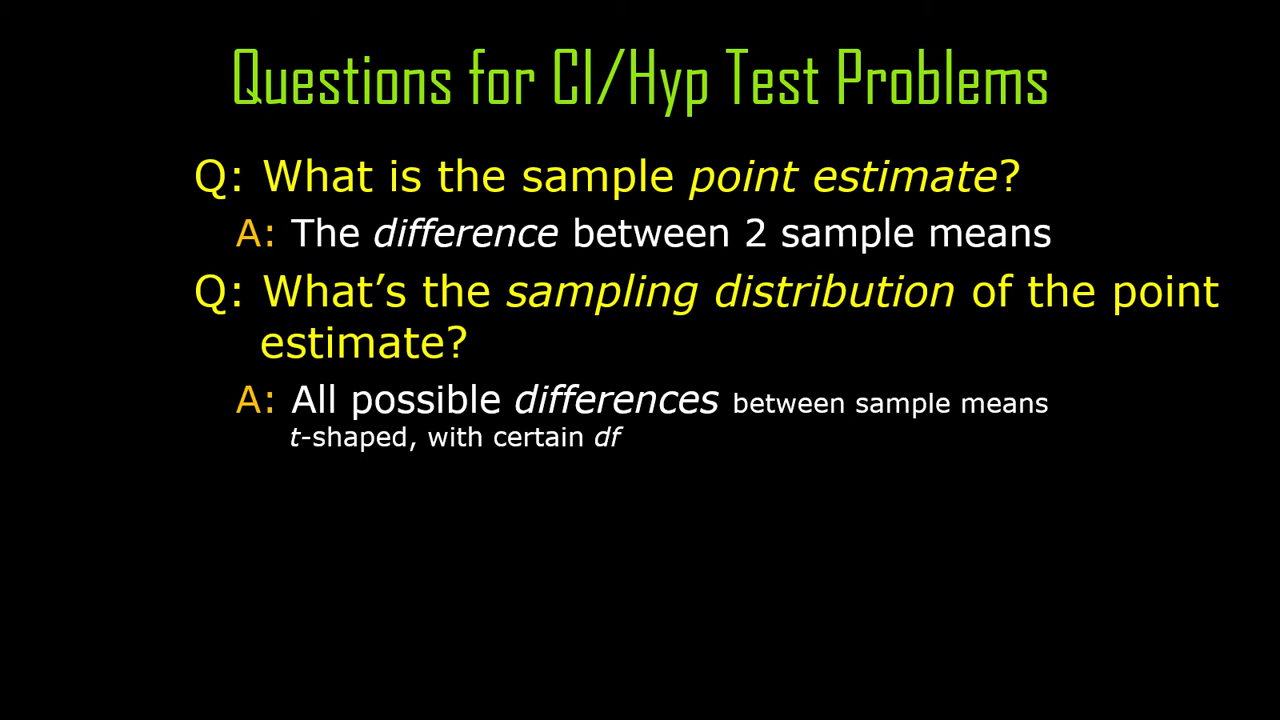 Questions for CI/Hyp Test Problems
Q: What is the sample point estimate?
A: The difference between 2 sample means
Q: What’s the sampling distribution of the point
estimate?
A: All possible differences between sample means
t-shaped, with certain df